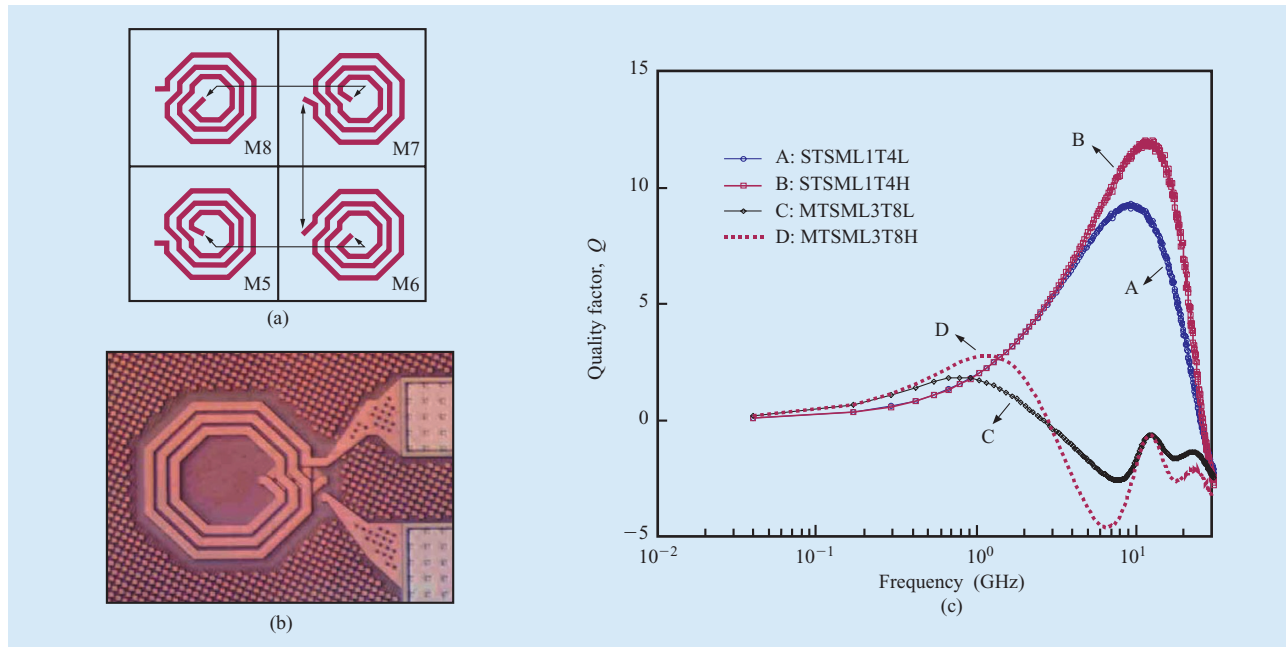 M8
M7
M5
M6
(a)
(b)
15
10
5
0
−5
10⁻²
10⁻¹
10⁰
10¹
Quality factor, Q
Frequency (GHz)
A: STSML1T4L
B: STSML1T4H
C: MTSML3T8L
D: MTSML3T8H
B
A
D
C
(c)